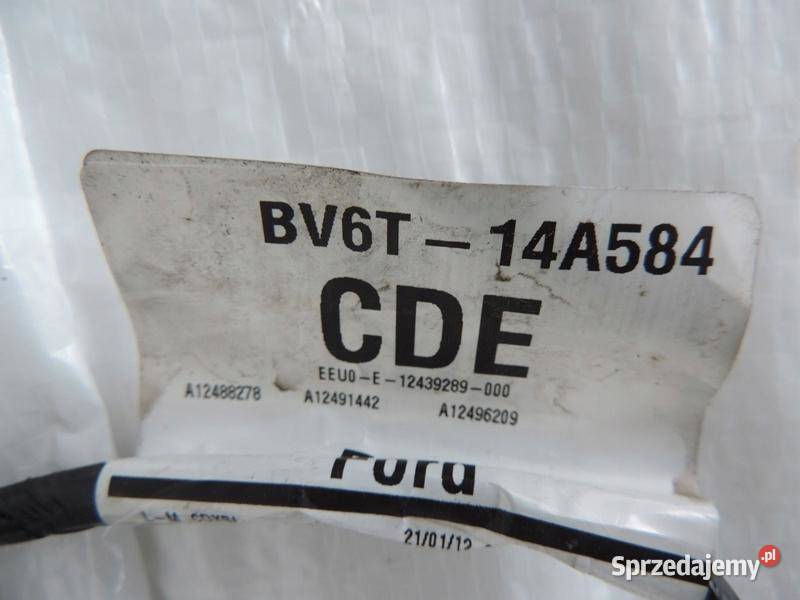 BV6T-14A584
CDE
EEU0-E-12439289-000
A12488278 A12491442 A12496209
Ford
21/01/12
Sprzedajemy.pl